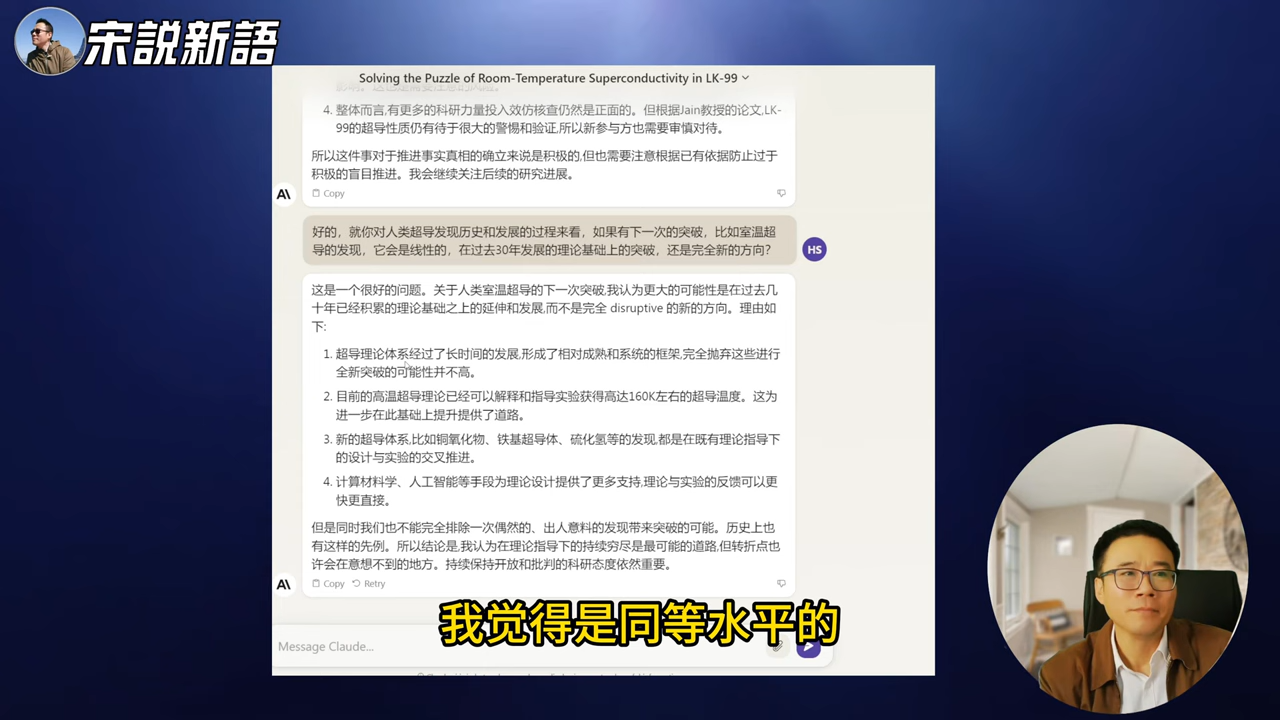 宋説新語
Solving the Puzzle of Room-Temperature Superconductivity in LK-99
4. 整体而言,有更多的科研力量投入效仿核查仍然是正面的。但根据Jain教授的论文,LK-
99的超导性质仍有待于很大的警惕和验证,所以新参与方也需要审慎对待。
所以这件事对于推进事实真相的确立来说是积极的,但也需要注意根据已有依据防止过于
积极的盲目推进。我会继续关注后续的研究进展。
Copy
A\
好的，就你对人类超导发现历史和发展的过程来看，如果有下一次的突破，比如室温超
导的发现，它会是线性的，在过去30年发展的理论基础上的突破，还是完全新的方向？
HS
这是一个很好的问题。关于人类室温超导的下一次突破,我认为更大的可能性是在过去几
十年已经积累的理论基础之上的延伸和发展,而不是完全 disruptive 的新的方向。理由如
下:
1. 超导理论体系经过了长时间的发展,形成了相对成熟和系统的框架,完全抛弃这些进行
全新突破的可能性并不高。
2. 目前的高温超导理论已经可以解释和指导实验获得高达160K左右的超导温度。这为
进一步在此基础上提升提供了道路。
3. 新的超导体系,比如铜氧化物、铁基超导体、硫化氢等的发现,都是在既有理论指导下
的设计与实验的交叉推进。
4. 计算材料学、人工智能等手段为理论设计提供了更多支持,理论与实验的反馈可以更
快更直接。
但是同时我们也不能完全排除一次偶然的、出人意料的发现带来突破的可能。历史上也
有这样的先例。所以结论是,我认为在理论指导下的持续穷尽是最可能的道路,但转折点也
许会在意想不到的地方。持续保持开放和批判的科研态度依然重要。
A\
Copy Retry
我觉得是同等水平的
Message Claude...